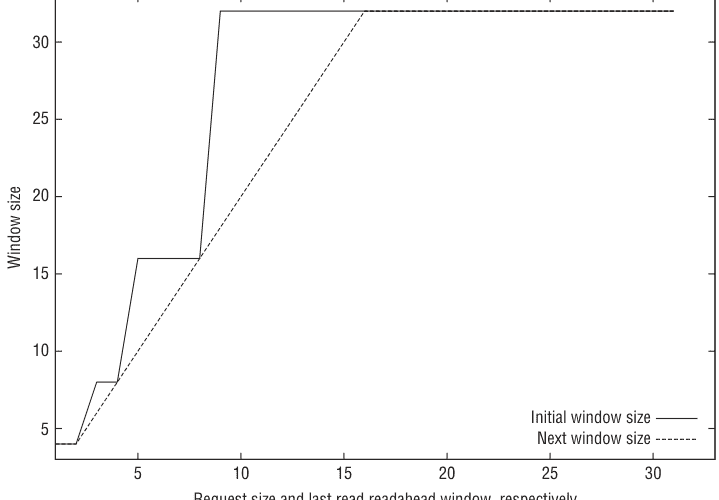 30
25
20
15
10
5
Window size
Initial window size
Next window size
5 10 15 20 25 30
Request size and last read readahead window, respectively